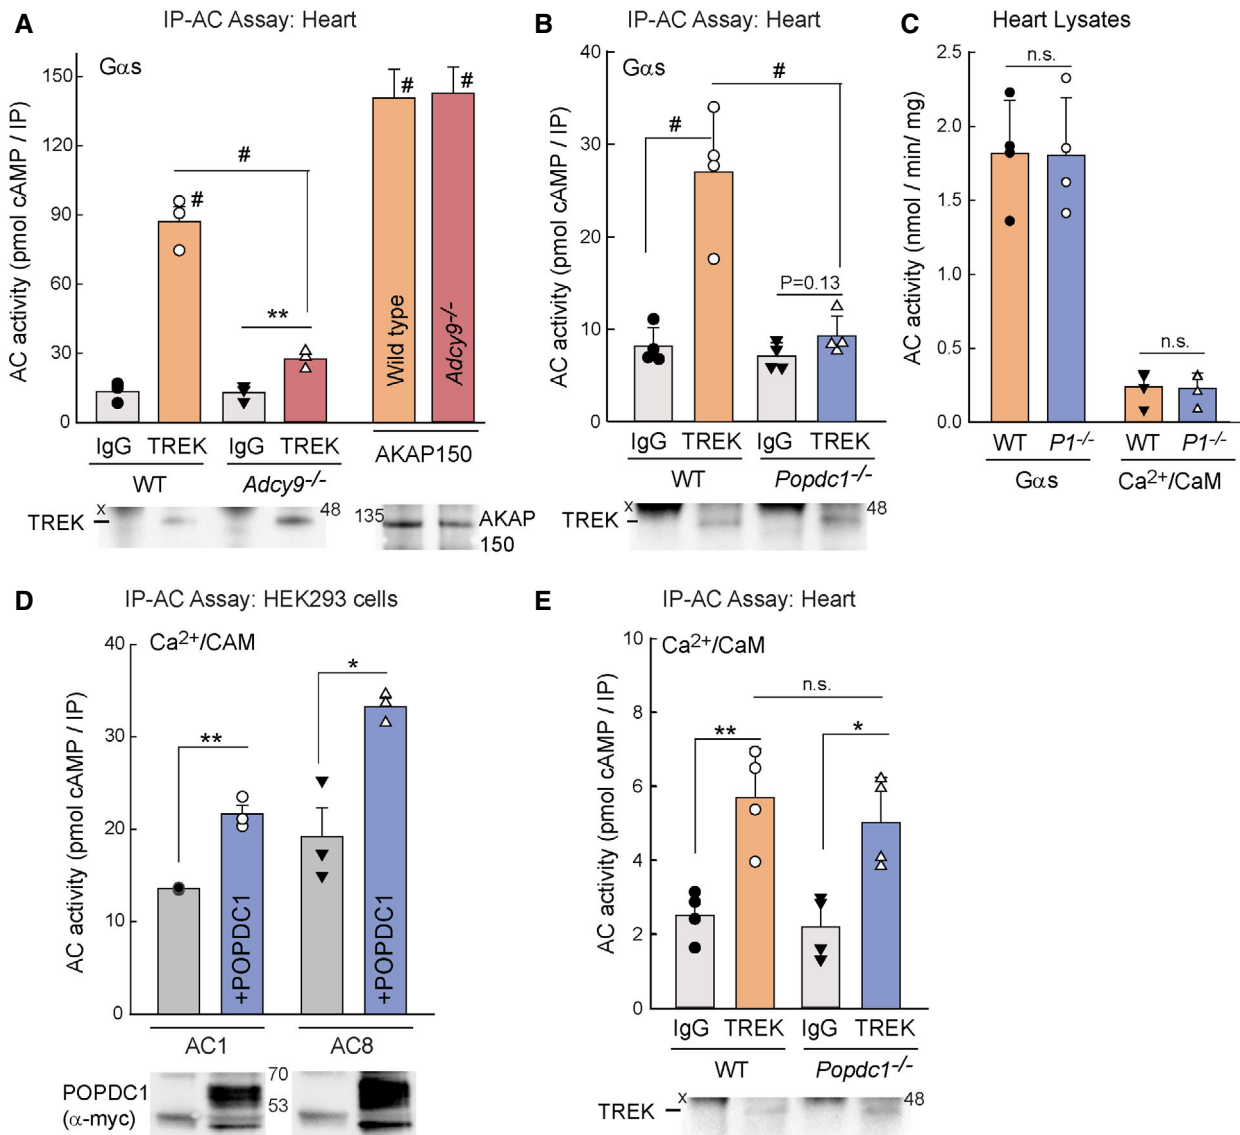 A
IP-AC Assay: Heart
Gαs
AC activity (pmol cAMP / IP)
150
120
90
60
30
0
#
#
**
#
#
Wild type
Adcy9-/-
IgG TREK IgG TREK
WT Adcy9-/-
AKAP150
TREK
x
48
135
AKAP
150
B
IP-AC Assay: Heart
Gαs
AC activity (pmol cAMP / IP)
40
30
20
10
0
#
#
P=0.13
IgG TREK IgG TREK
WT Popdc1-/-
TREK
x
48
C
Heart Lysates
AC activity (nmol / min/ mg)
2.5
2.0
1.5
1.0
0.5
0.0
n.s.
n.s.
WT P1-/- WT P1-/-
Gαs Ca2+/CaM
D
IP-AC Assay: HEK293 cells
Ca2+/CAM
AC activity (pmol cAMP / IP)
40
30
20
10
0
**
*
+POPDC1
+POPDC1
AC1 AC8
POPDC1
(α-myc)
70
53
E
IP-AC Assay: Heart
Ca2+/CaM
AC activity (pmol cAMP / IP)
10
8
6
4
2
0
n.s.
**
*
IgG TREK IgG TREK
WT Popdc1-/-
TREK
x
48